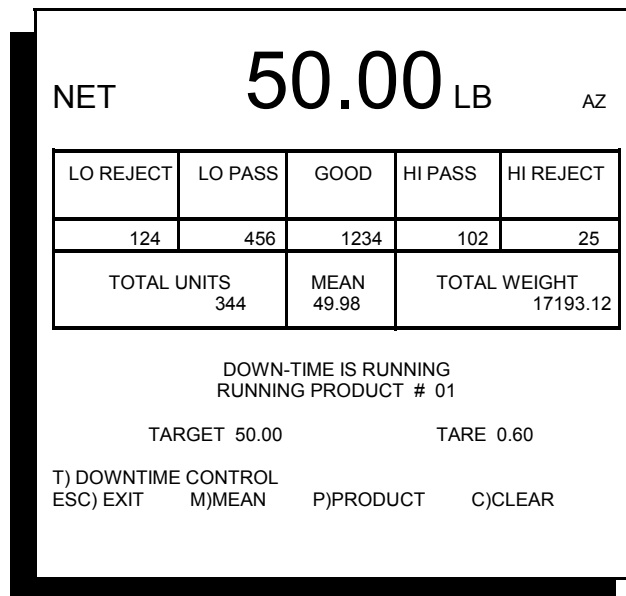 NET 50.00 LB AZ
LO REJECT LO PASS GOOD HI PASS HI REJECT
124 456 1234 102 25
TOTAL UNITS MEAN TOTAL WEIGHT
344 49.98 17193.12
DOWN-TIME IS RUNNING
RUNNING PRODUCT # 01
TARGET 50.00 TARE 0.60
T) DOWNTIME CONTROL
ESC) EXIT M)MEAN P)PRODUCT C)CLEAR